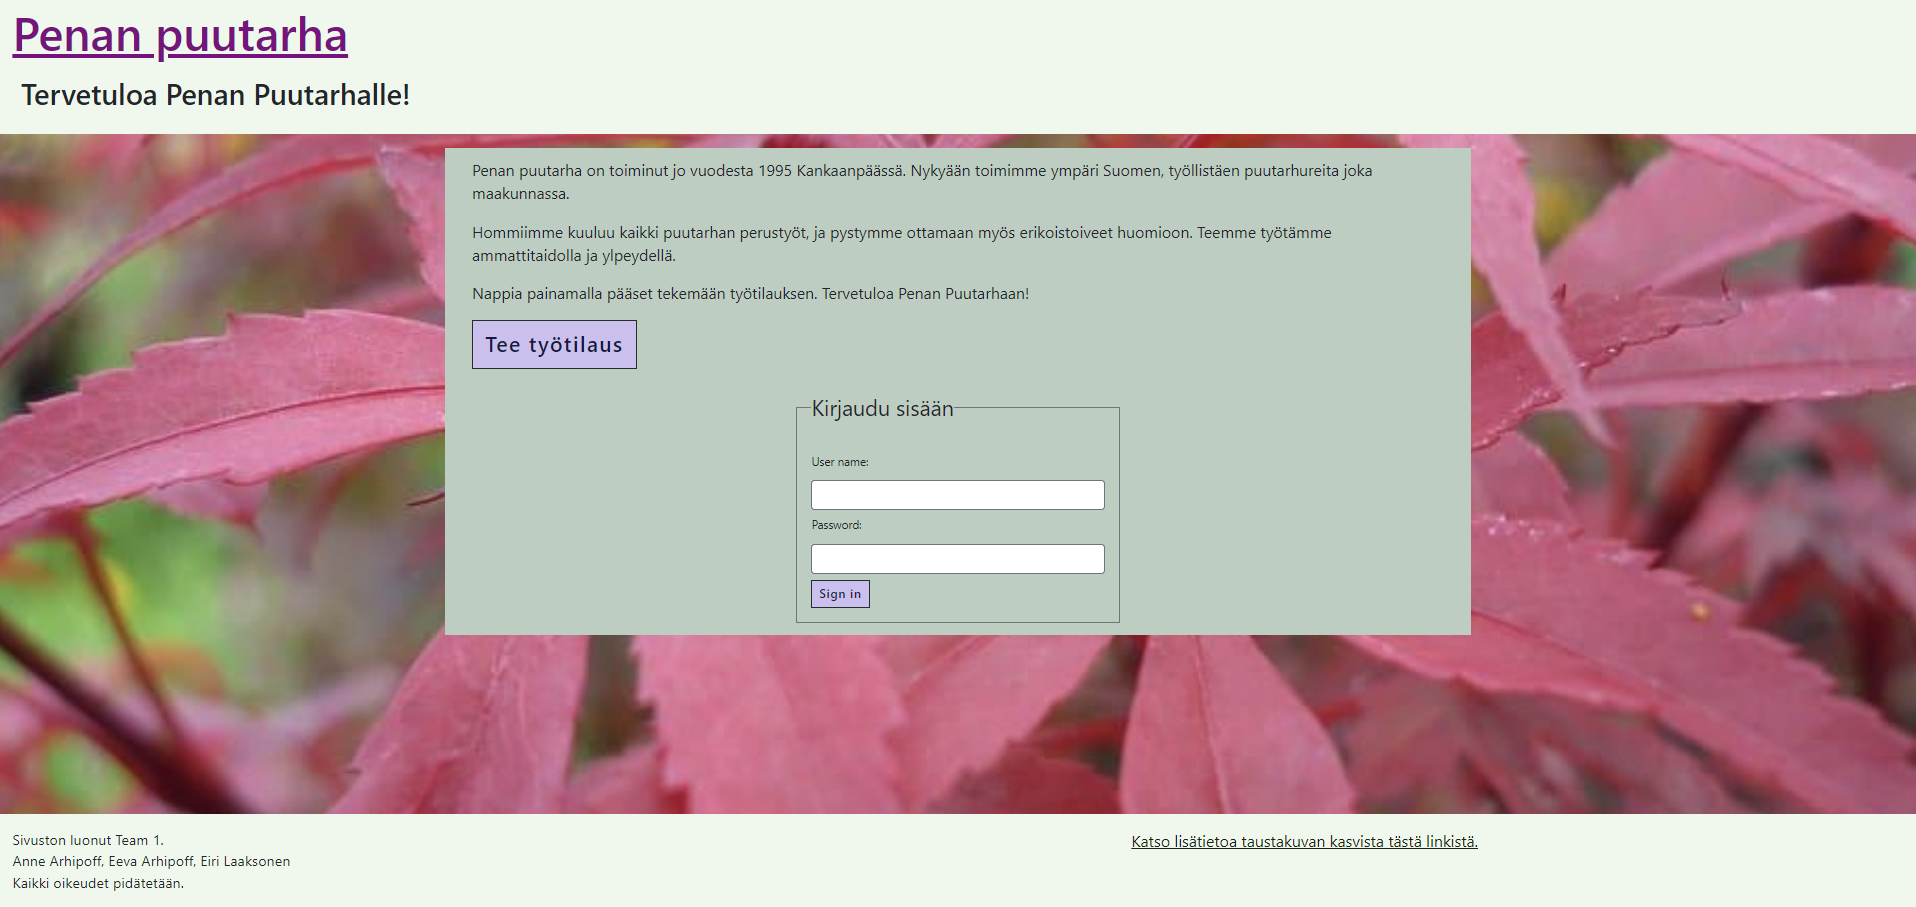 Penan puutarha
Tervetuloa Penan Puutarhalle!
Penan puutarha on toiminut jo vuodesta 1995 Kankaanpäässä. Nykyään toimimme ympäri Suomen, työllistäen puutarhureita joka
maakunnassa.
Hommiimme kuuluu kaikki puutarhan perustyöt, ja pystymme ottamaan myös erikoistoiveet huomioon. Teemme työtämme
ammattitaidolla ja ylpeydellä.
Nappia painamalla pääset tekemään työtilauksen. Tervetuloa Penan Puutarhaan!
Tee työtilaus
Kirjaudu sisään
User name:
Password:
Sign in
Sivuston luonut Team 1.
Anne Arhipoff, Eeva Arhipoff, Eiri Laaksonen
Kaikki oikeudet pidätetään.
Katso lisätietoa taustakuvan kasvista tästä linkistä.